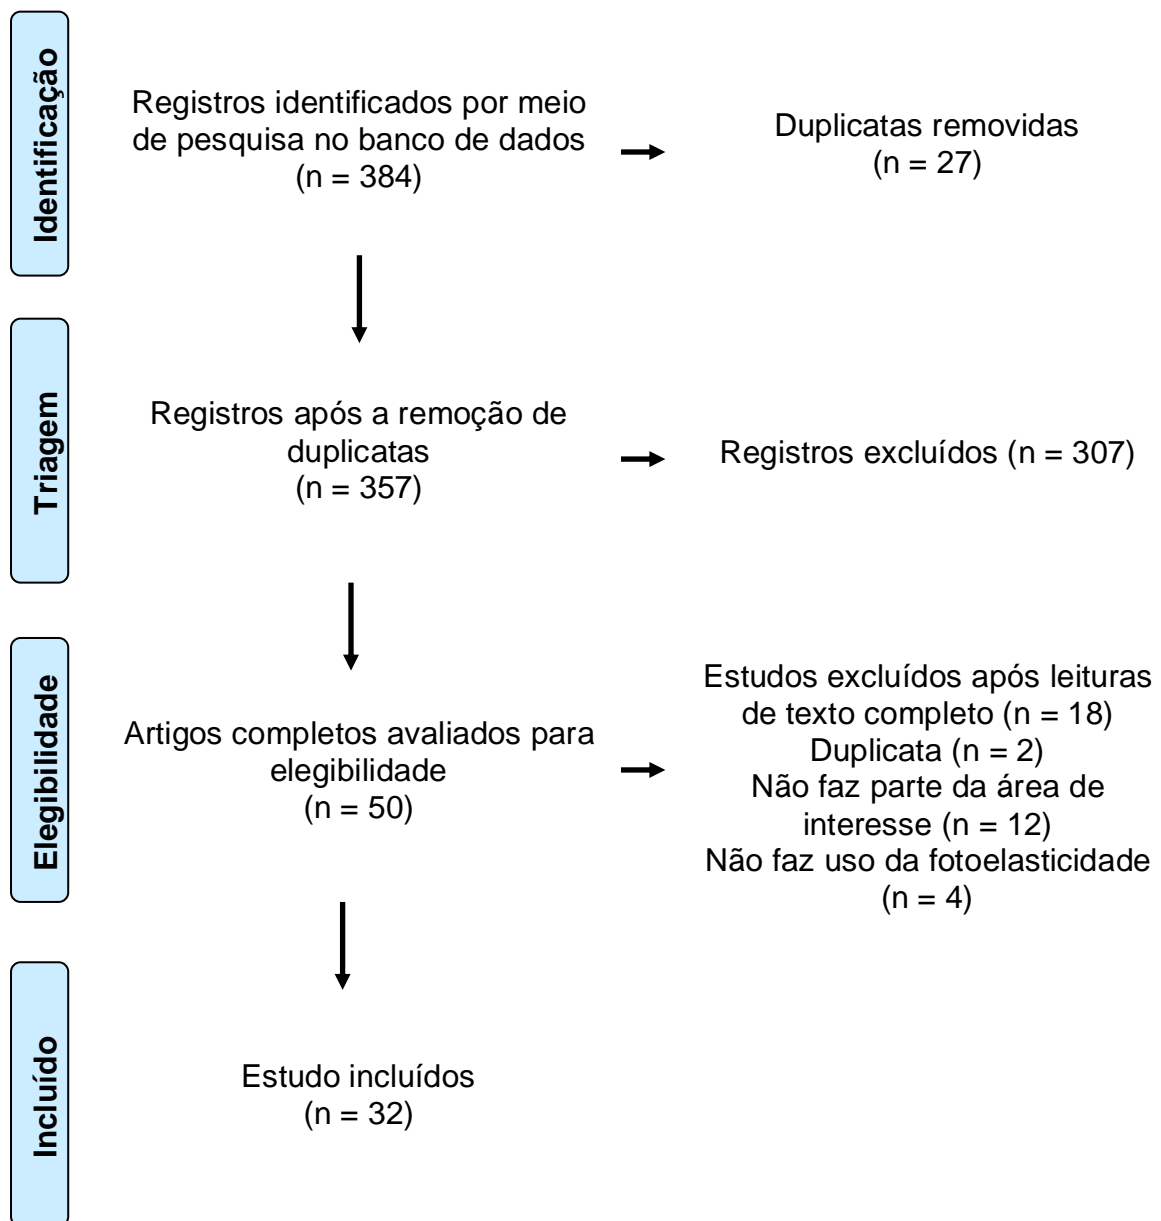 Identificação
Registros identificados por meio
de pesquisa no banco de dados
(n = 384)
Duplicatas removidas
(n = 27)
Triagem
Registros após a remoção de
duplicatas
(n = 357)
Registros excluídos (n = 307)
Elegibilidade
Artigos completos avaliados para
elegibilidade
(n = 50)
Estudos excluídos após leituras
de texto completo (n = 18)
Duplicata (n = 2)
Não faz parte da área de
interesse (n = 12)
Não faz uso da fotoelasticidade
(n = 4)
Incluído
Estudo incluídos
(n = 32)